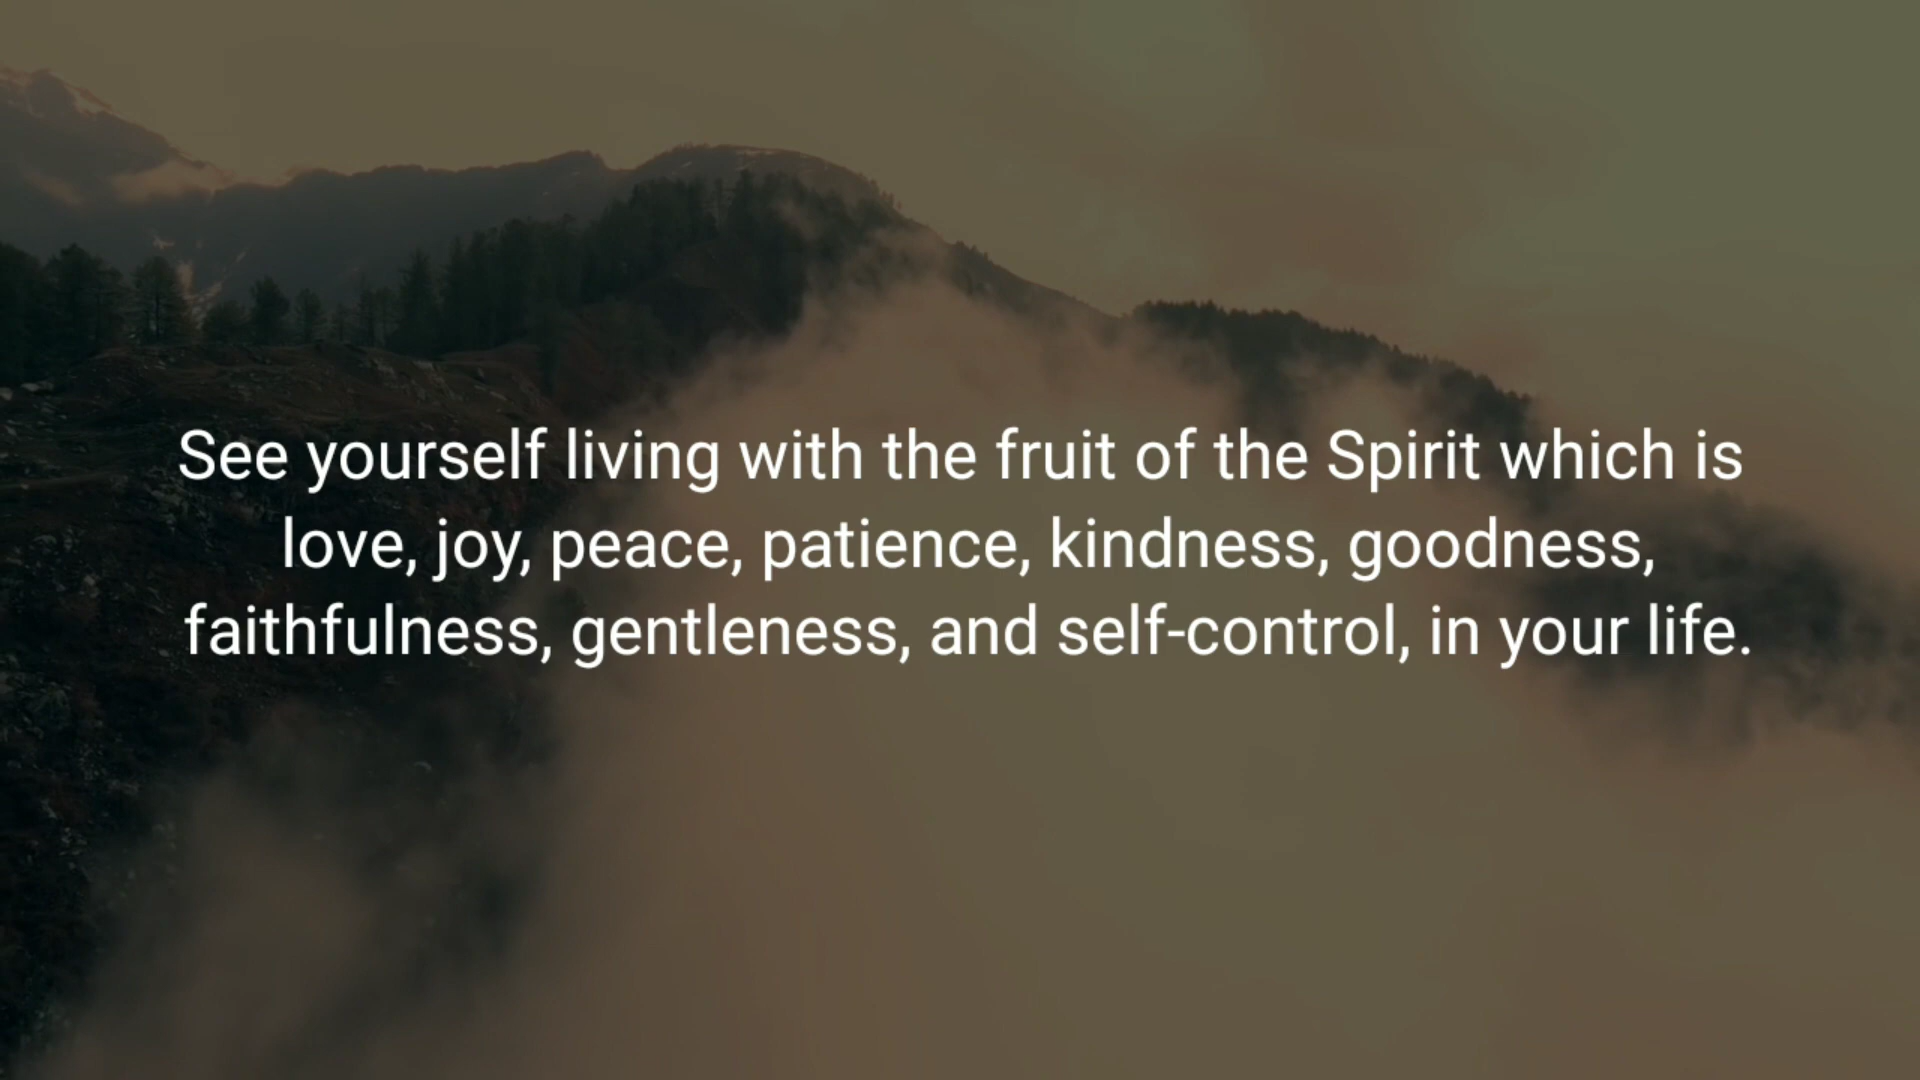 See yourself living with the fruit of the Spirit which is
love, joy, peace, patience, kindness, goodness,
faithfulness, gentleness, and self-control, in your life.